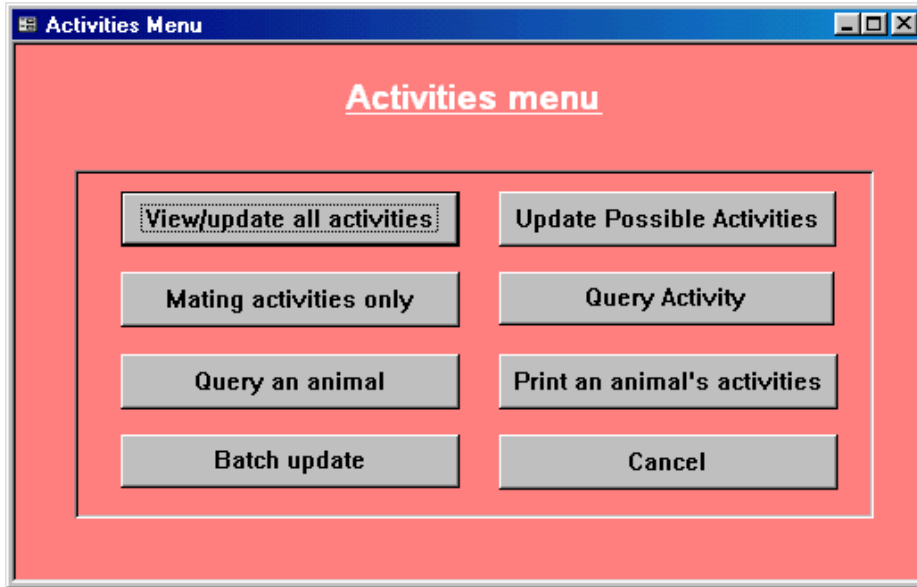 Activities Menu
Activities menu
View/update all activities
Update Possible Activities
Mating activities only
Query Activity
Query an animal
Print an animal's activities
Batch update
Cancel